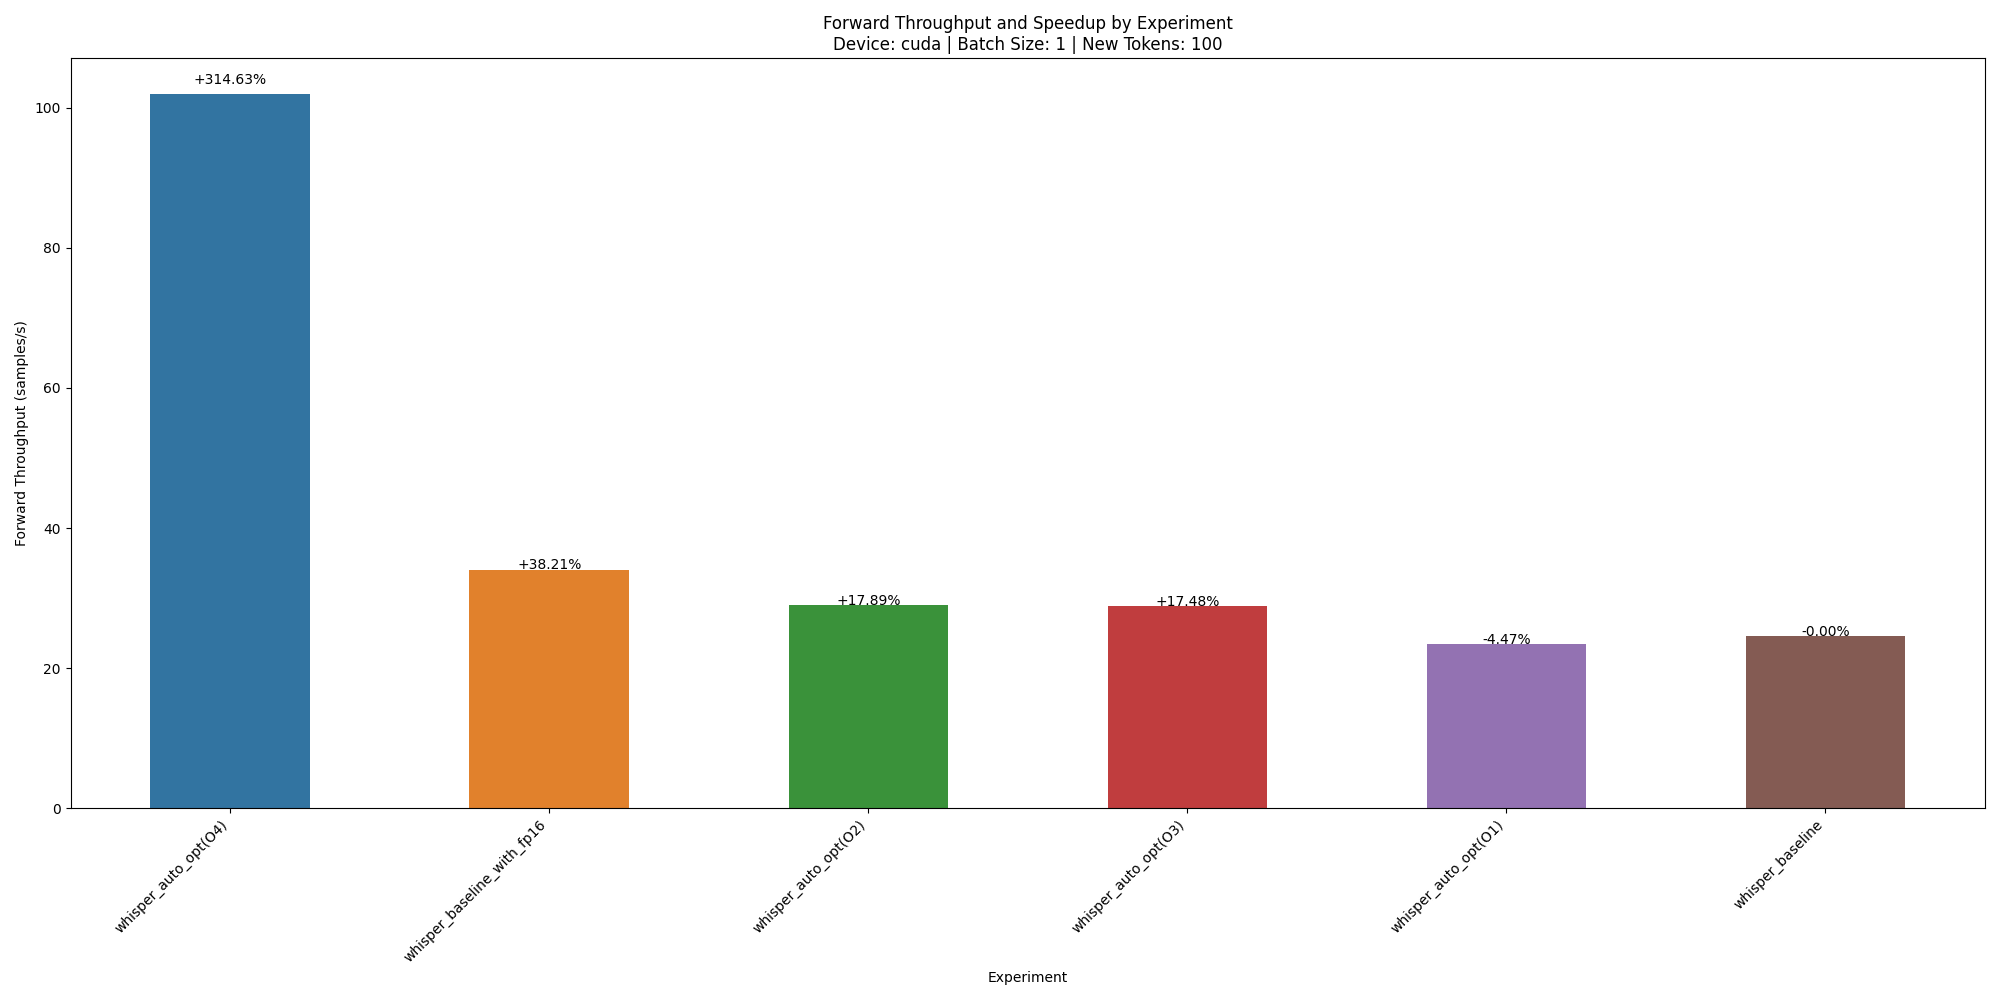 Forward Throughput and Speedup by Experiment
Device: cuda | Batch Size: 1 | New Tokens: 100
Forward Throughput (samples/s)
100
80
60
40
20
0
+314.63%
+38.21%
+17.89%
+17.48%
-4.47%
-0.00%
whisper_auto_opt(O4)
whisper_baseline_with_fp16
whisper_auto_opt(O2)
whisper_auto_opt(O3)
whisper_auto_opt(O1)
whisper_baseline
Experiment